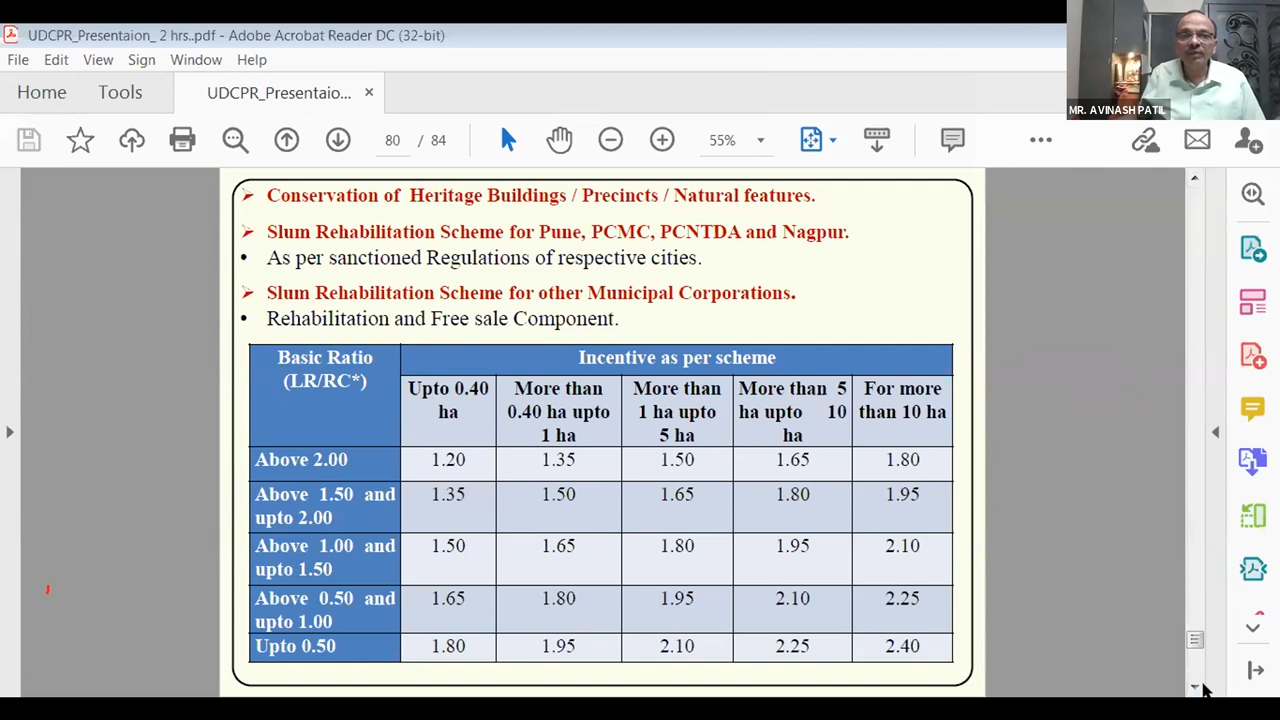 UDCPR_Presentaion_ 2 hrs..pdf - Adobe Acrobat Reader DC (32-bit)
File Edit View Sign Window Help
Home Tools UDCPR_Presentaio... ×
80 / 84 55%
MR. AVINASH PATIL
Conservation of Heritage Buildings / Precincts / Natural features.
Slum Rehabilitation Scheme for Pune, PCMC, PCNTDA and Nagpur.
• As per sanctioned Regulations of respective cities.
Slum Rehabilitation Scheme for other Municipal Corporations.
• Rehabilitation and Free sale Component.
Basic Ratio (LR/RC*) Incentive as per scheme
Upto 0.40 ha More than 0.40 ha upto 1 ha More than 1 ha upto 5 ha More than 5 ha upto 10 ha For more than 10 ha
Above 2.00 1.20 1.35 1.50 1.65 1.80
Above 1.50 and upto 2.00 1.35 1.50 1.65 1.80 1.95
Above 1.00 and upto 1.50 1.50 1.65 1.80 1.95 2.10
Above 0.50 and upto 1.00 1.65 1.80 1.95 2.10 2.25
Upto 0.50 1.80 1.95 2.10 2.25 2.40